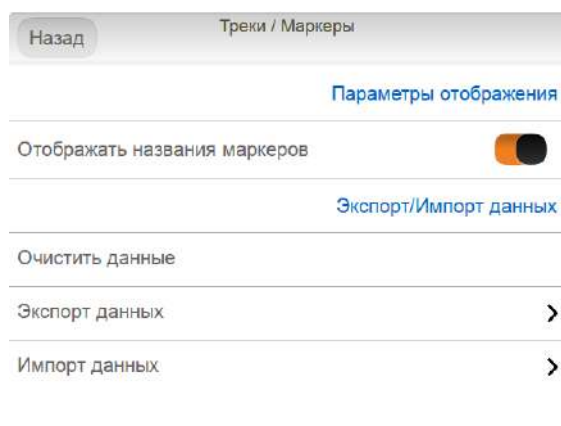 Назад
Треки / Маркеры
Параметры отображения
Отображать названия маркеров
Экспорт/Импорт данных
Очистить данные
Экспорт данных
Импорт данных